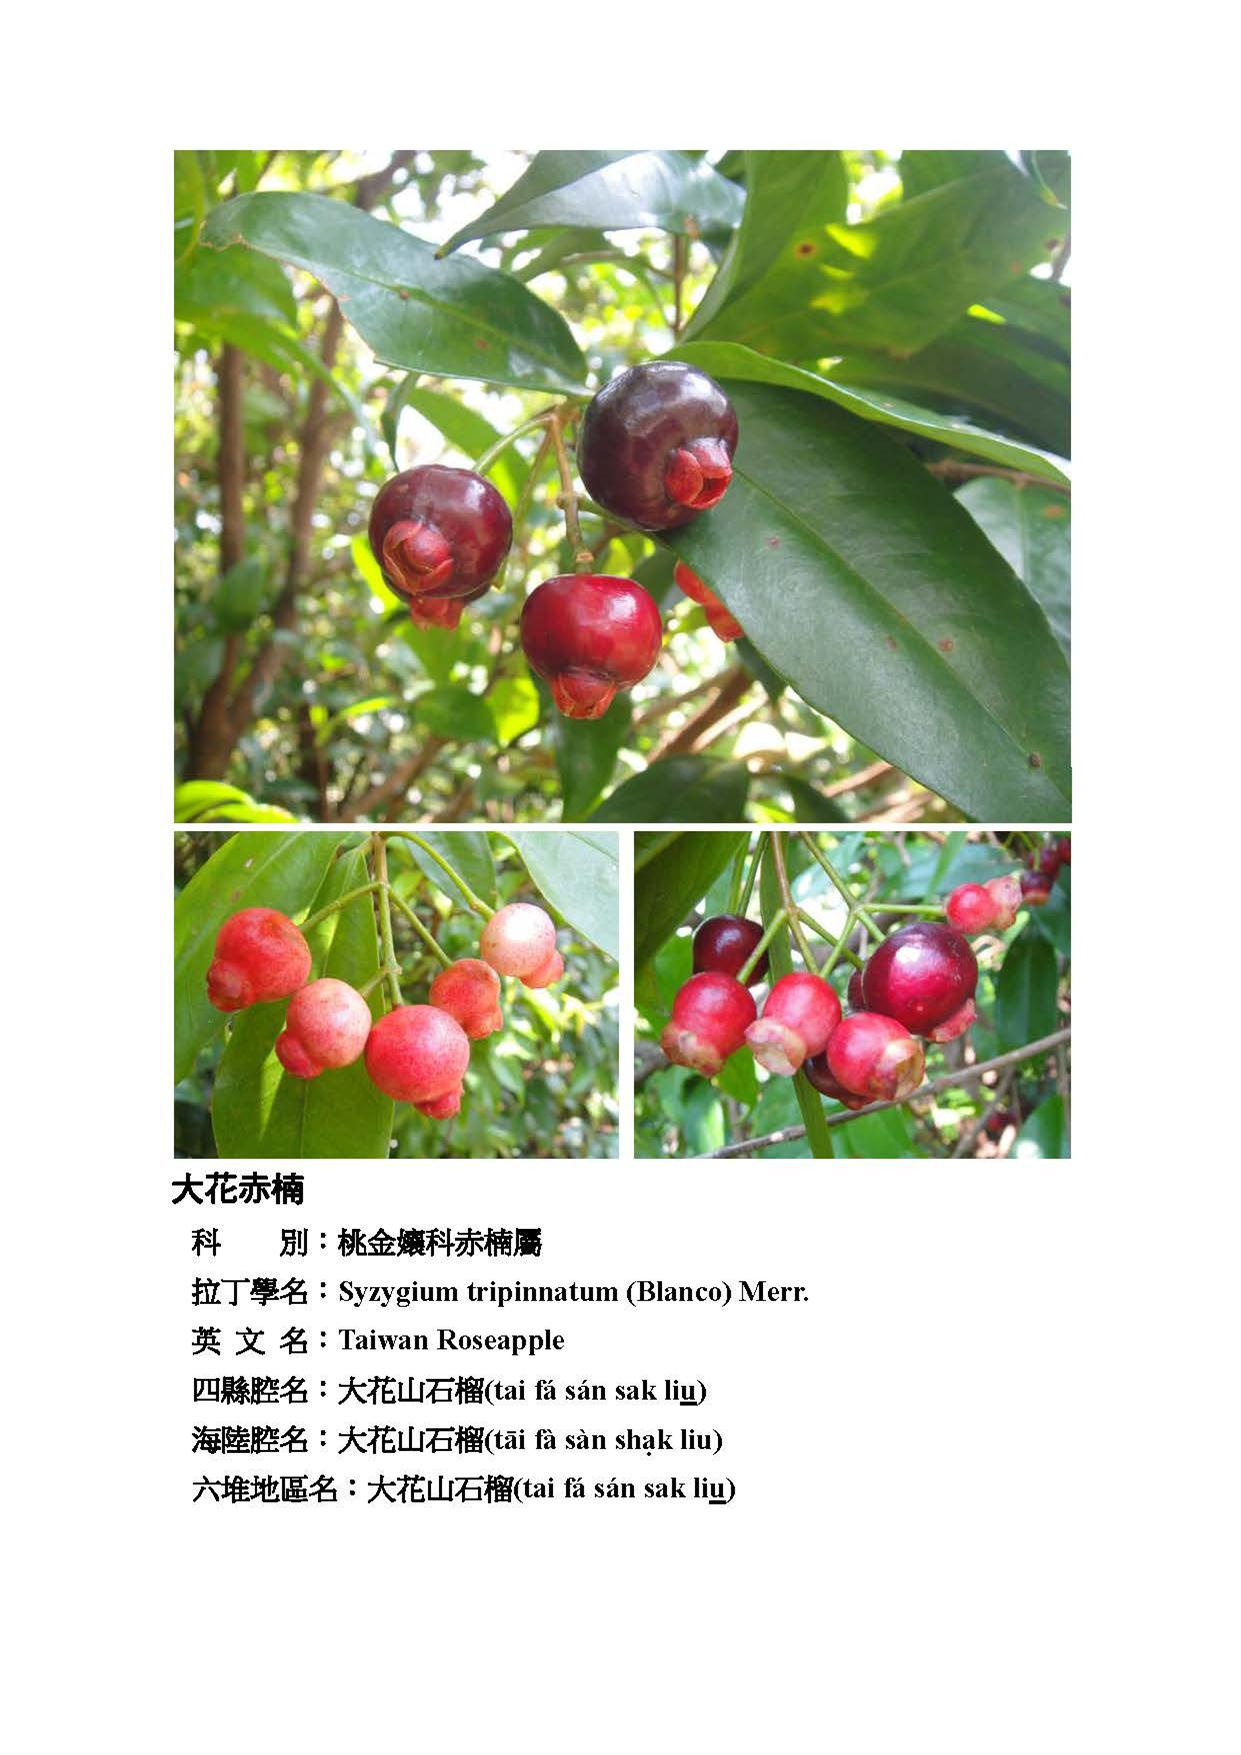 大花赤楠
科　　別：桃金孃科赤楠屬
拉丁學名：Syzygium tripinnatum (Blanco) Merr.
英 文 名：Taiwan Roseapple
四縣腔名：大花山石榴(tai fá sán sak liu̲)
海陸腔名：大花山石榴(tāi fà sàn shạk liu)
六堆地區名：大花山石榴(tai fá sán sak liu̲)